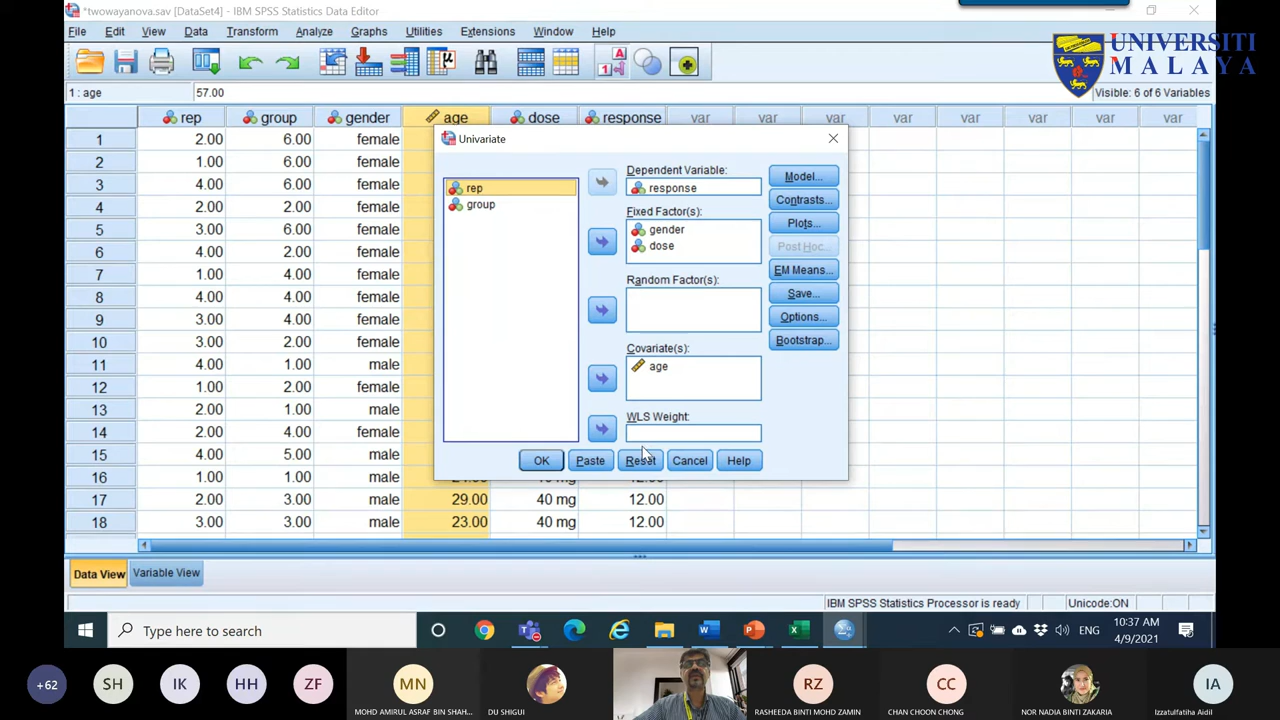 *twowayanova.sav [DataSet4] - IBM SPSS Statistics Data Editor
File Edit View Data Transform Analyze Graphs Utilities Extensions Window Help
UNIVERSITI
MALAYA
1 : age 57.00 Visible: 6 of 6 Variables
rep group gender age dose response var var var var var var var var
1 2.00 6.00 female
2 1.00 6.00 female
3 4.00 6.00 female
4 2.00 2.00 female
5 3.00 6.00 female
6 4.00 2.00 female
7 1.00 4.00 female
8 4.00 4.00 female
9 3.00 4.00 female
10 3.00 2.00 female
11 4.00 1.00 male
12 1.00 2.00 female
13 2.00 1.00 male
14 2.00 4.00 female
15 4.00 5.00 male
16 1.00 1.00 male
17 2.00 3.00 male 29.00 40 mg 12.00
18 3.00 3.00 male 23.00 40 mg 12.00
Univariate
rep
group
Dependent Variable:
response
Fixed Factor(s):
gender
dose
Random Factor(s):
Covariate(s):
age
WLS Weight:
Model...
Contrasts...
Plots...
Post Hoc...
EM Means...
Save...
Options...
Bootstrap...
OK Paste Reset Cancel Help
Data View Variable View
IBM SPSS Statistics Processor is ready Unicode:ON
Type here to search
ENG
10:37 AM
4/9/2021
+62 SH IK HH ZF MN RZ CC IA
MOHD AMIRUL ASRAF BIN SHAH... DU SHIGUI RASHEEDA BINTI MOHD ZAMIN CHAN CHOON CHONG NOR NADIA BINTI ZAKARIA Izzatulfatiha Aidil